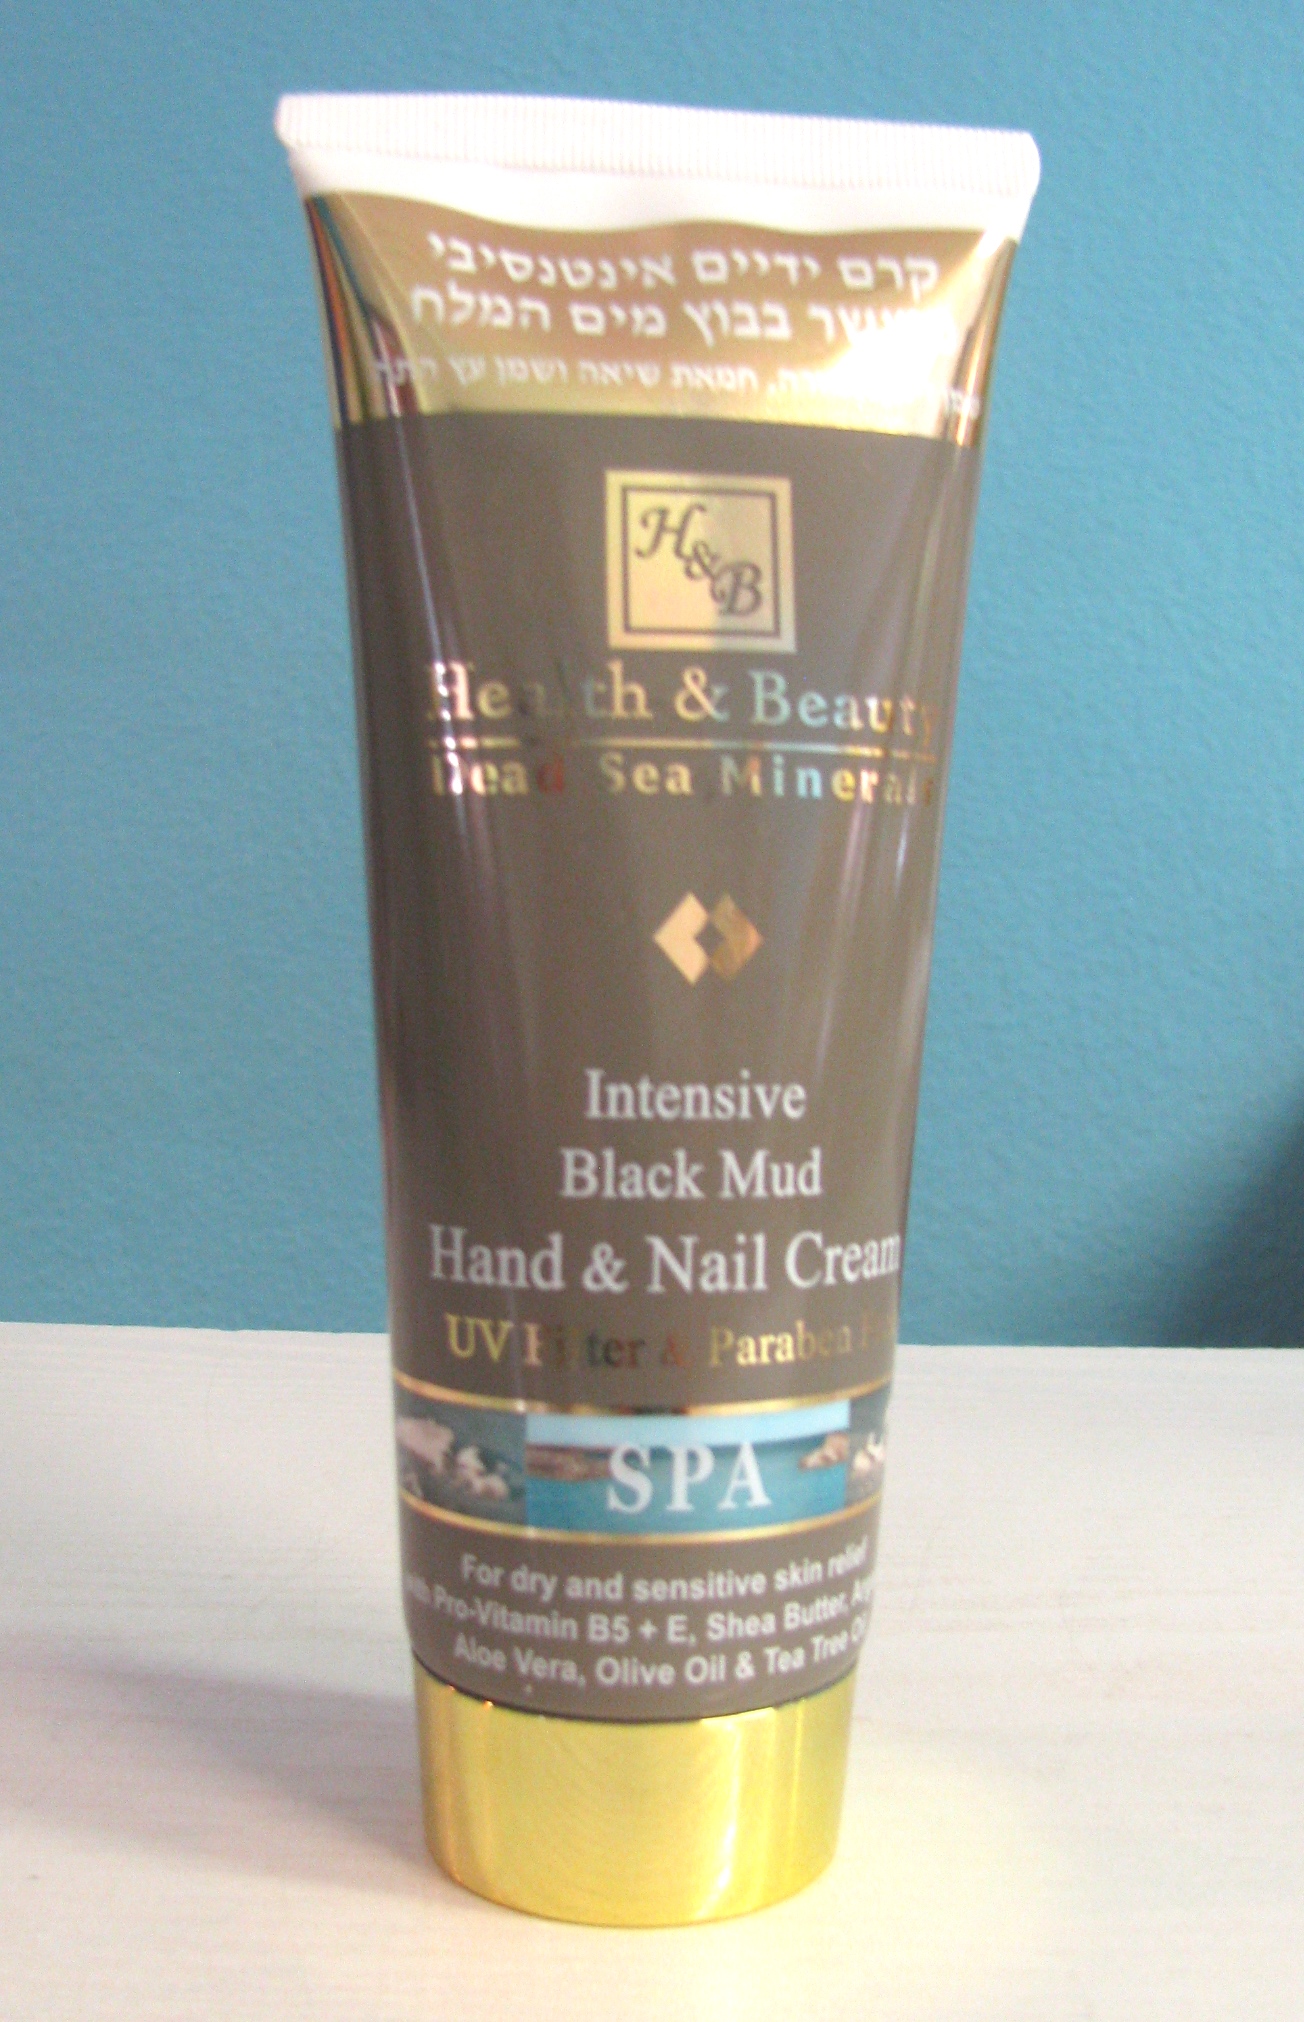 קרם ידיים אינטנסיבי
בבוץ מים המלח
חמאת שיאה ושמן עץ התה
H&B
Health & Beauty
Dead Sea Minerals
Intensive
Black Mud
Hand & Nail Cream
UV Filter & Paraben
SPA
For dry and sensitive skin relief
Pro-Vitamin B5 + E, Shea Butter,
Aloe Vera, Olive Oil & Tea Tree Oil